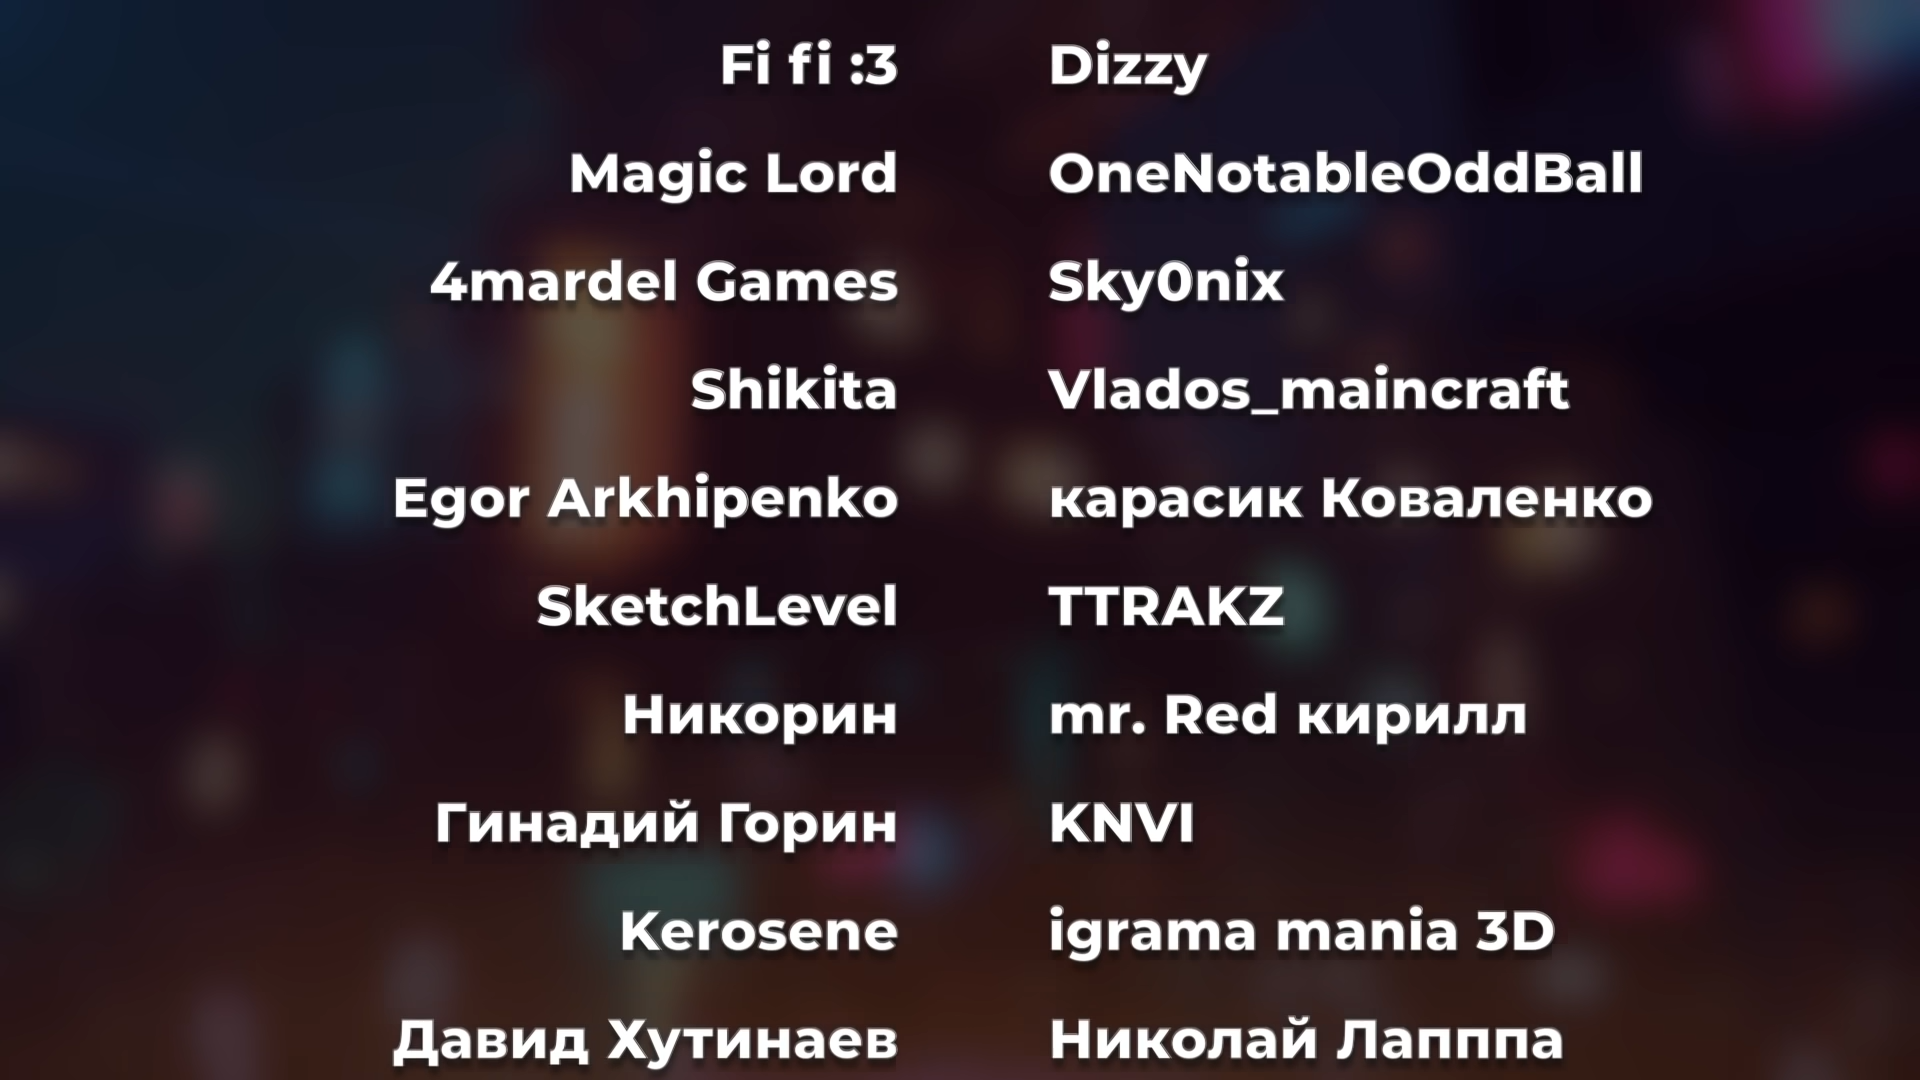 Fi fi :3 Dizzy
Magic Lord OneNotableOddBall
4mardel Games Sky0nix
Shikita Vlados_maincraft
Egor Arkhipenko карасик Коваленко
SketchLevel TTRAKZ
Никорин mr. Red кирилл
Гинадий Горин KNVI
Kerosene igrama mania 3D
Давид Хутинаев Николай Лапппа